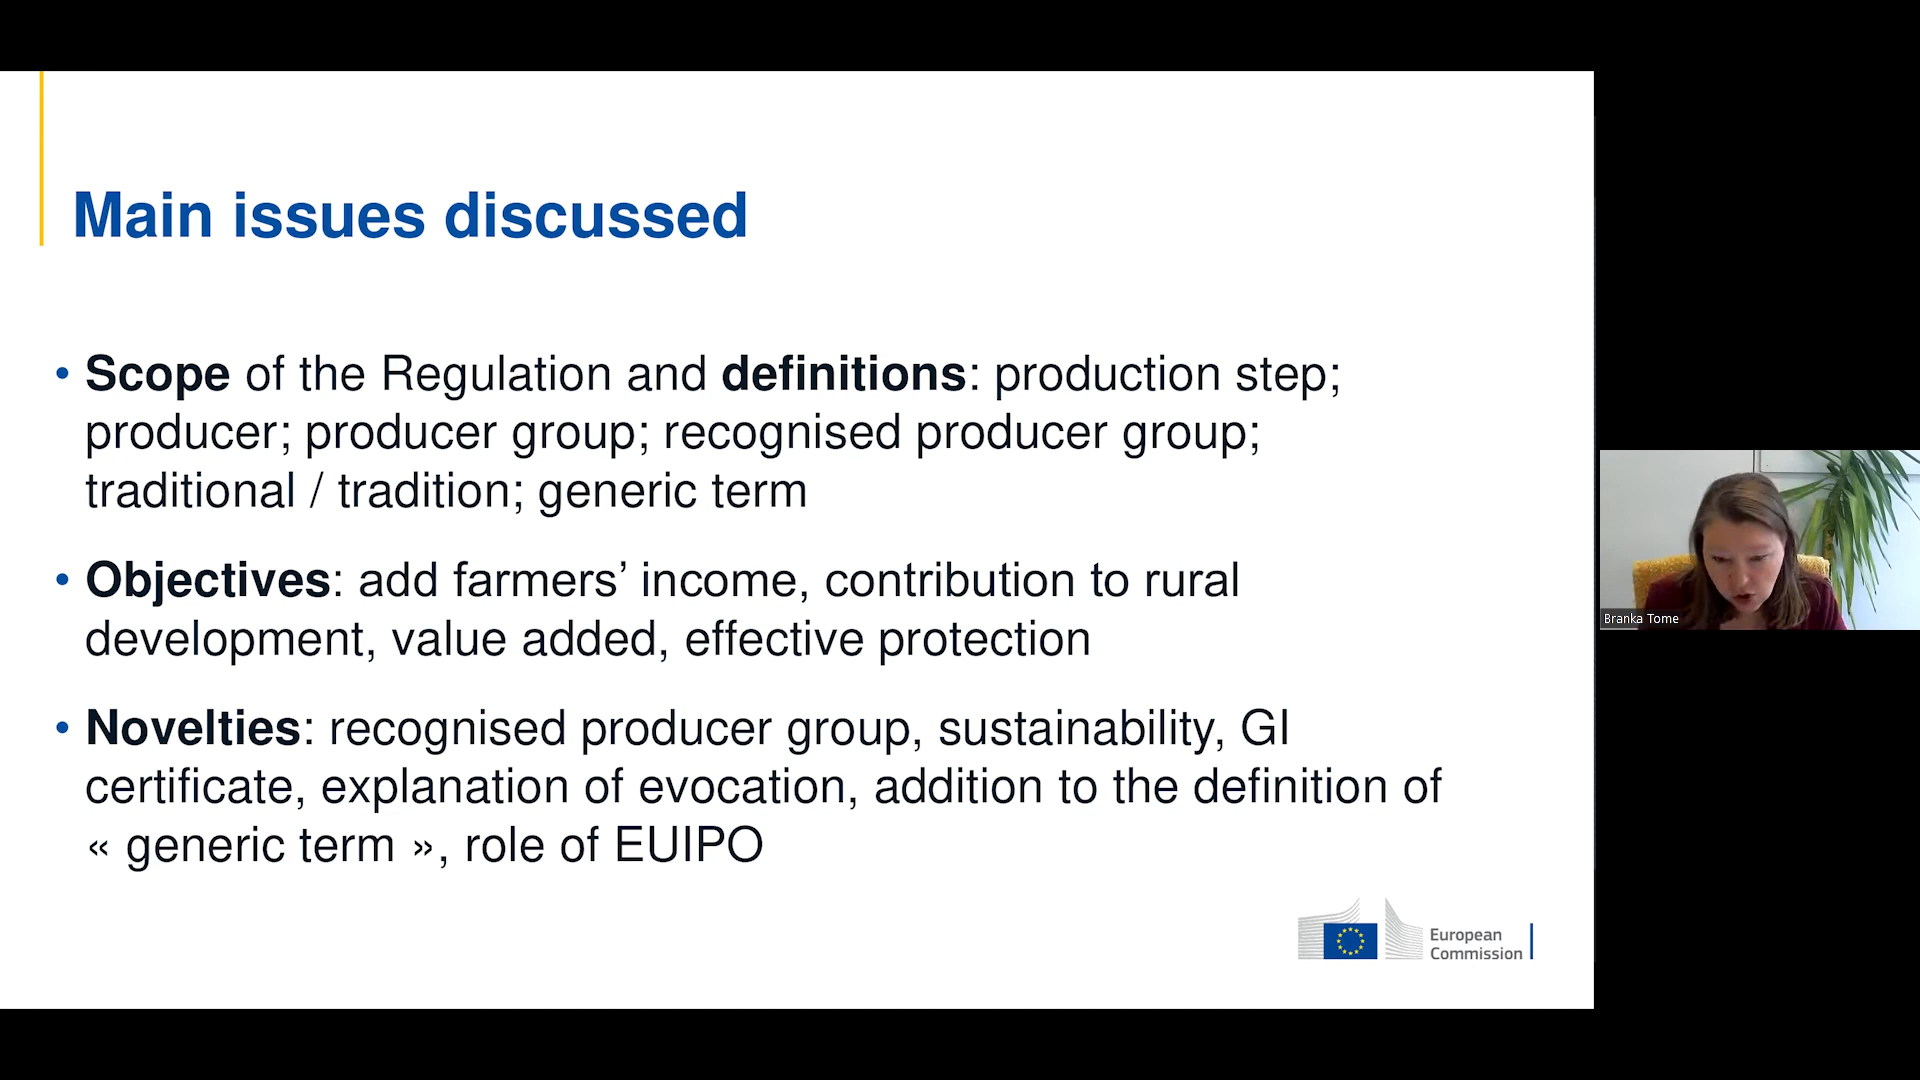 Main issues discussed
• Scope of the Regulation and definitions: production step;
producer; producer group; recognised producer group;
traditional / tradition; generic term
• Objectives: add farmers’ income, contribution to rural
development, value added, effective protection
• Novelties: recognised producer group, sustainability, GI
certificate, explanation of evocation, addition to the definition of
« generic term », role of EUIPO
European
Commission
Branka Tome